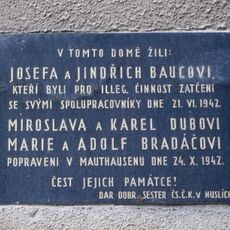 V TOMTO DOMĚ ŽILI:
JOSEFA A JINDŘICH BAUCOVI,
KTEŘÍ BYLI PRO ILLEG. ČINNOST ZATČENI
SE SVÝMI SPOLUPRACOVNÍKY DNE 21. VI. 1942.
MIROSLAVA A KAREL DUBOVI
MARIE A ADOLF BRADÁČOVI
POPRAVENI V MAUTHAUSENU DNE 24. X. 1942.
ČEST JEJICH PAMÁTCE!
DAR DOBR. SESTER ČS.Č.K. V NUSLÍCH